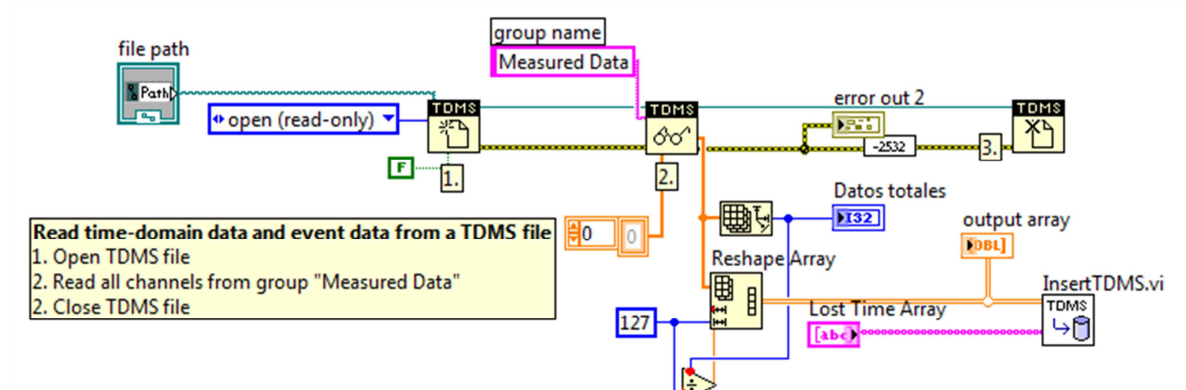 group name
file path
Measured Data
Path
open (read-only)
TDMS
TDMS
error out 2
TDMS
-2532
F
1.
2.
3.
Read time-domain data and event data from a TDMS file
1. Open TDMS file
2. Read all channels from group "Measured Data"
2. Close TDMS file
0
0
Datos totales
I32
output array
DBL]
Reshape Array
InsertTDMS.vi
TDMS
127
Lost Time Array
[abc]